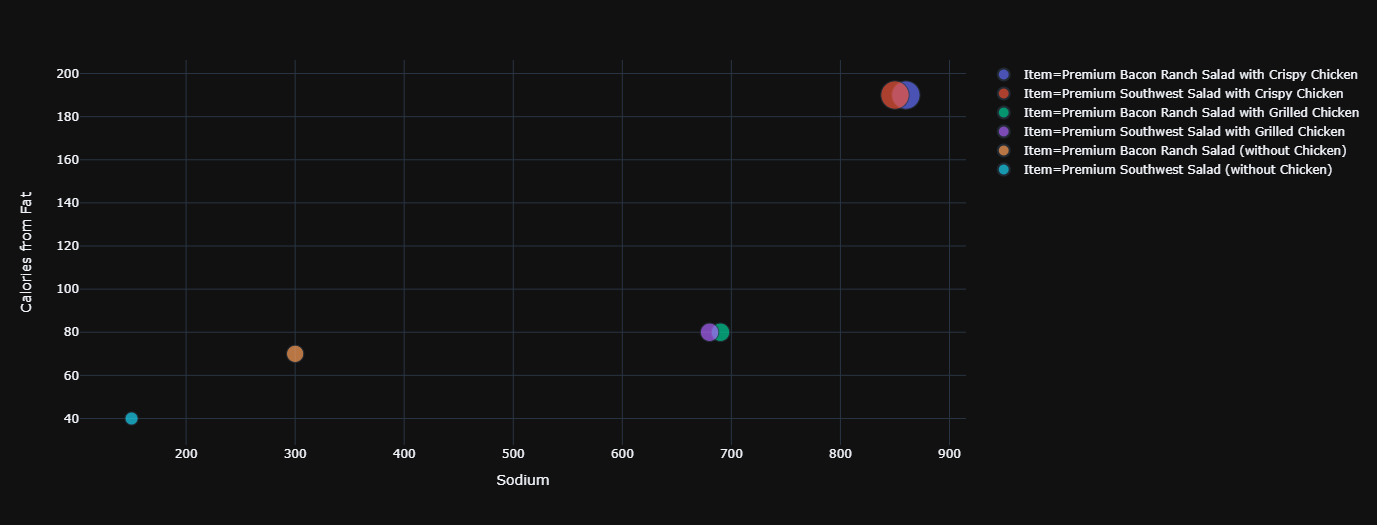 200
180
160
140
120
100
80
60
40
Calories from Fat
200 300 400 500 600 700 800 900
Sodium
Item=Premium Bacon Ranch Salad with Crispy Chicken
Item=Premium Southwest Salad with Crispy Chicken
Item=Premium Bacon Ranch Salad with Grilled Chicken
Item=Premium Southwest Salad with Grilled Chicken
Item=Premium Bacon Ranch Salad (without Chicken)
Item=Premium Southwest Salad (without Chicken)